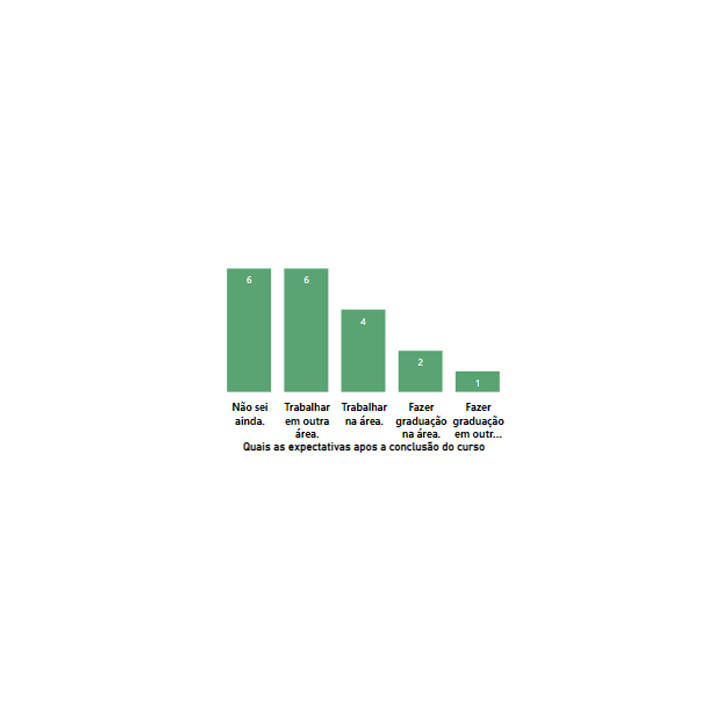 6
6
4
2
1
Não sei
ainda.
Trabalhar
em outra
área.
Trabalhar
na área.
Fazer
graduação
na área.
Fazer
graduação
em outr...
Quais as expectativas apos a conclusão do curso